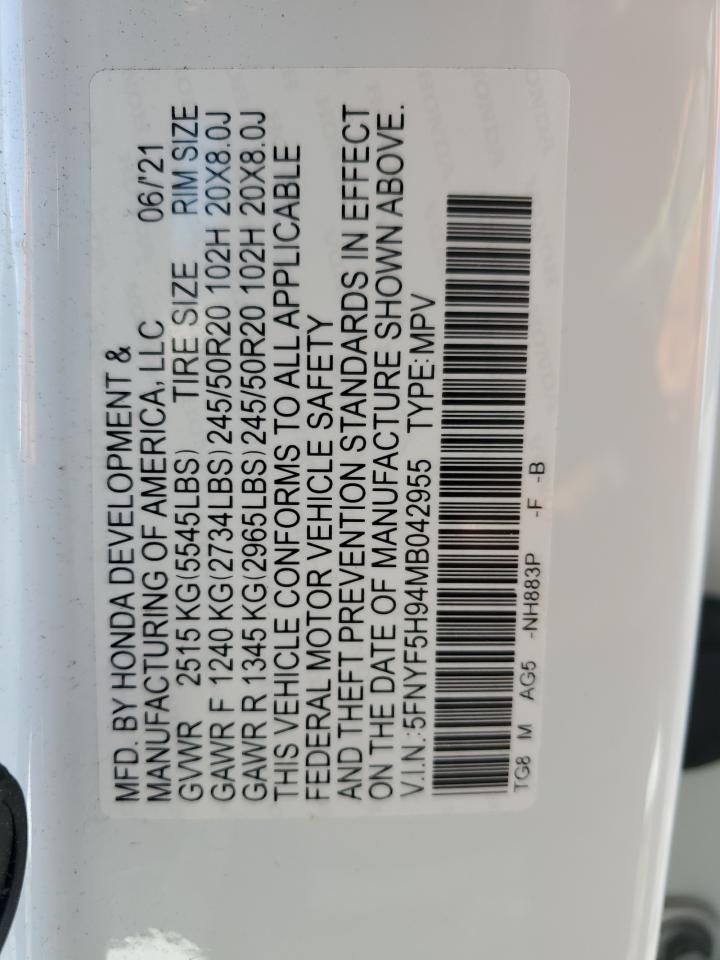 MFD. BY HONDA DEVELOPMENT &
MANUFACTURING OF AMERICA, LLC 06/'21
GVWR 2515 KG(5545LBS) TIRE SIZE RIM SIZE
GAWR F 1240 KG(2734LBS)245/50R20 102H 20X8.0J
GAWR R 1345 KG(2965LBS)245/50R20 102H 20X8.0J
THIS VEHICLE CONFORMS TO ALL APPLICABLE
FEDERAL MOTOR VEHICLE SAFETY
AND THEFT PREVENTION STANDARDS IN EFFECT
ON THE DATE OF MANUFACTURE SHOWN ABOVE.
V.I.N.:5FNYF5H94MB042955 TYPE:MPV
TG8 M AG5 -NH883P -F -B